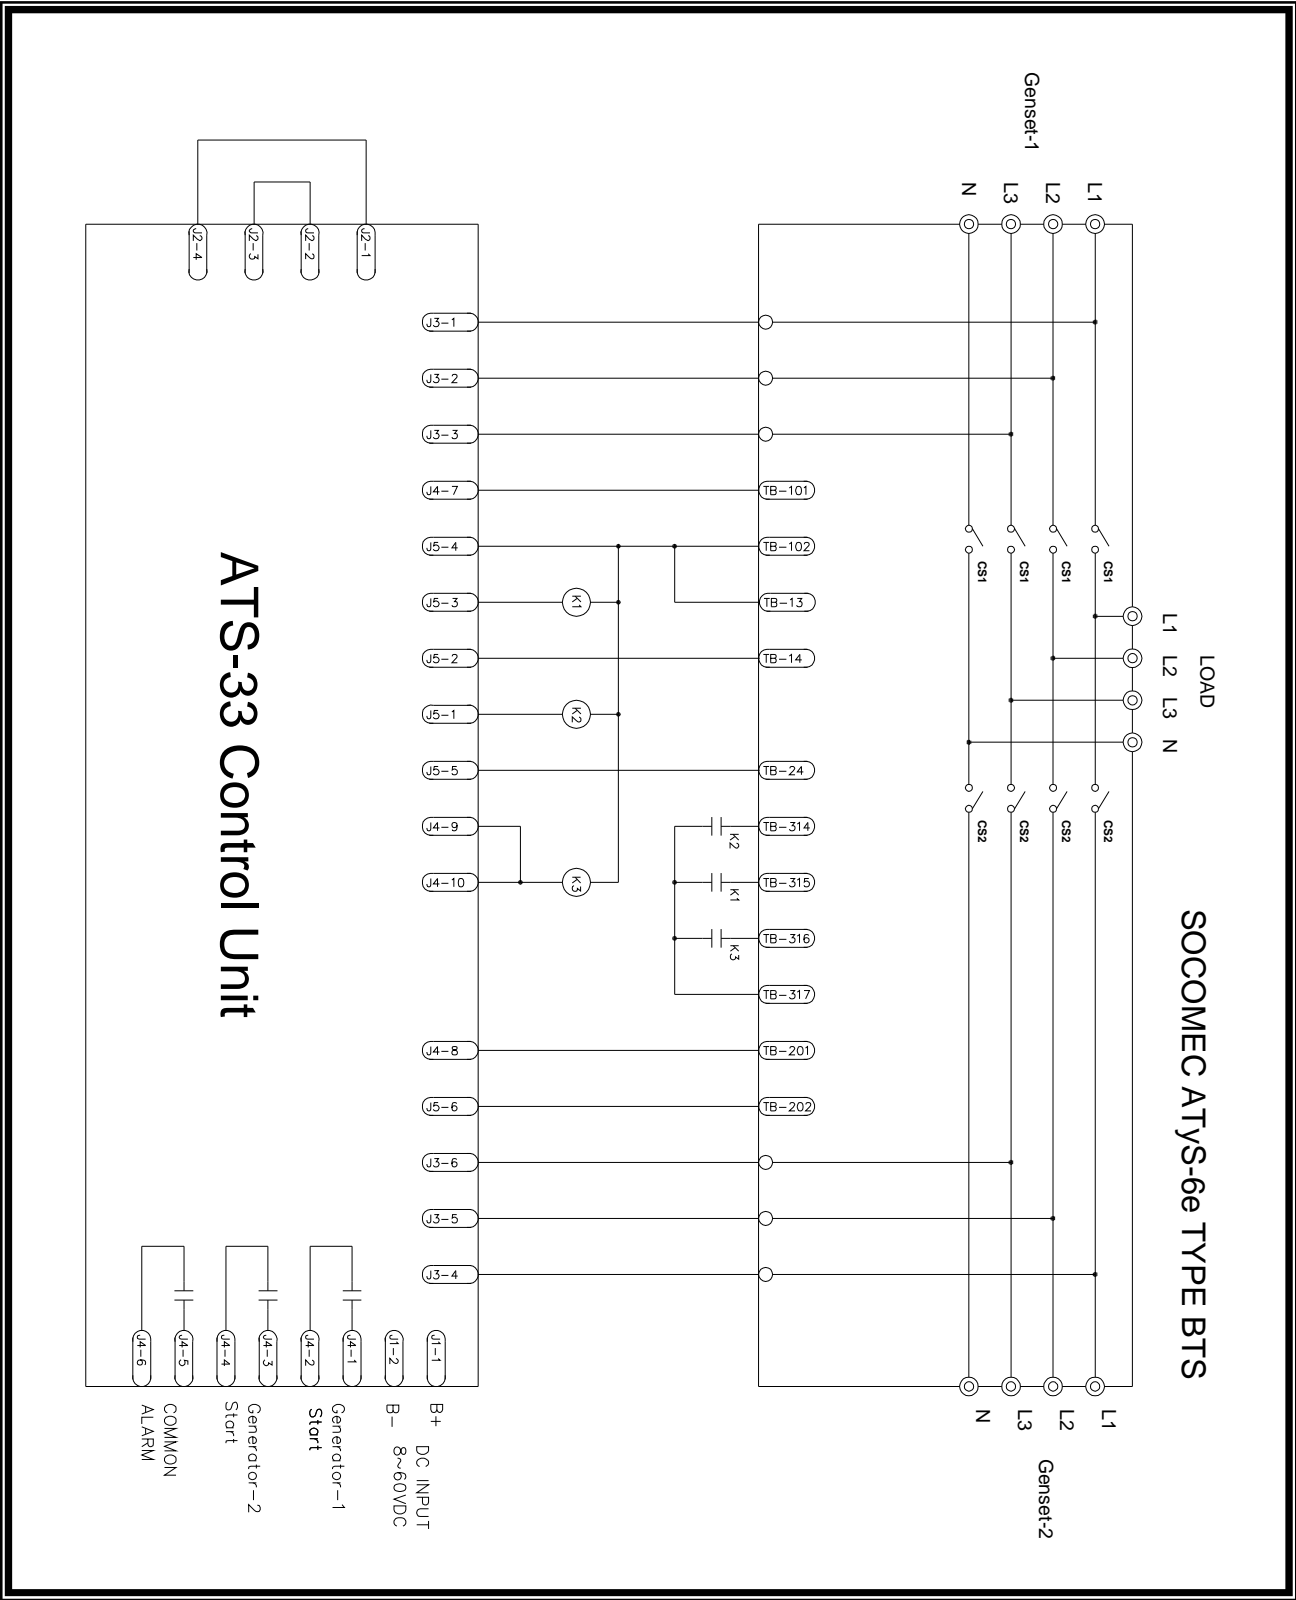 SOCOMEC ATyS-6e TYPE BTS
LOAD
L1
L2
L3
N
Genset-1
L1
L2
L3
N
CS1
CS1
CS1
CS1
CS2
CS2
CS2
CS2
L1
L2
L3
N
Genset-2
TB-101
TB-102
TB-13
TB-14
TB-24
TB-314
TB-315
TB-316
TB-317
TB-201
TB-202
K2
K1
K3
K1
K2
K3
J3-1
J3-2
J3-3
J4-7
J5-4
J5-3
J5-2
J5-1
J5-5
J4-9
J4-10
J4-8
J5-6
J3-6
J3-5
J3-4
J2-1
J2-2
J2-3
J2-4
ATS-33 Control Unit
J1-1
J1-2
J4-1
J4-2
J4-3
J4-4
J4-5
J4-6
B+ DC INPUT
B- 8~60VDC
Generator-1
Start
Generator-2
Start
COMMON
ALARM